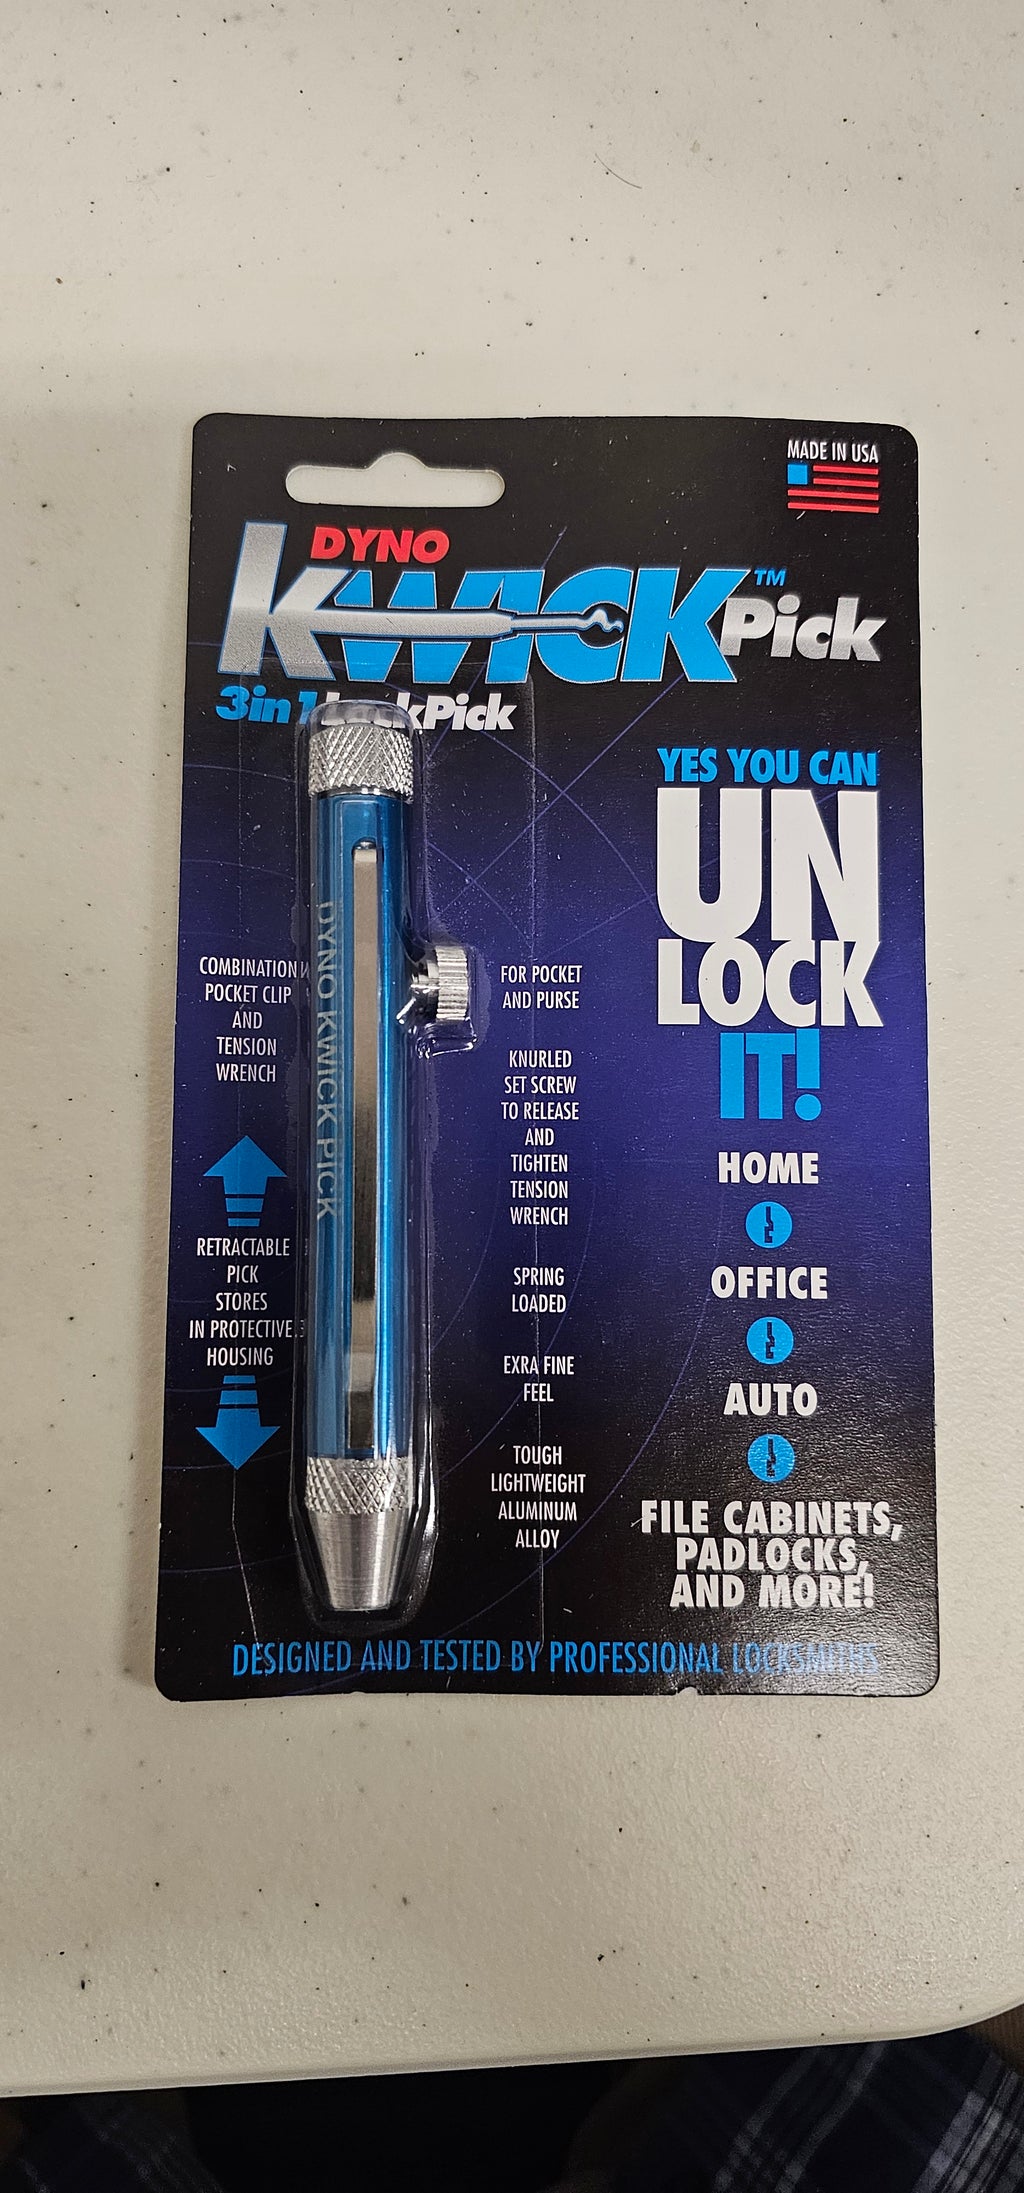 MADE IN USA
DYNO
KWICK™
Pick
3in1 LockPick
YES YOU CAN
UN
LOCK
IT!
HOME
OFFICE
AUTO
FILE CABINETS,
PADLOCKS,
AND MORE!
COMBINATION
POCKET CLIP
AND
TENSION
WRENCH
RETRACTABLE
PICK
STORES
IN PROTECTIVE
HOUSING
DYNO KWICK PICK
FOR POCKET
AND PURSE
KNURLED
SET SCREW
TO RELEASE
AND
TIGHTEN
TENSION
WRENCH
SPRING
LOADED
EXRA FINE
FEEL
TOUGH
LIGHTWEIGHT
ALUMINUM
ALLOY
DESIGNED AND TESTED BY PROFESSIONAL LOCKSMITHS